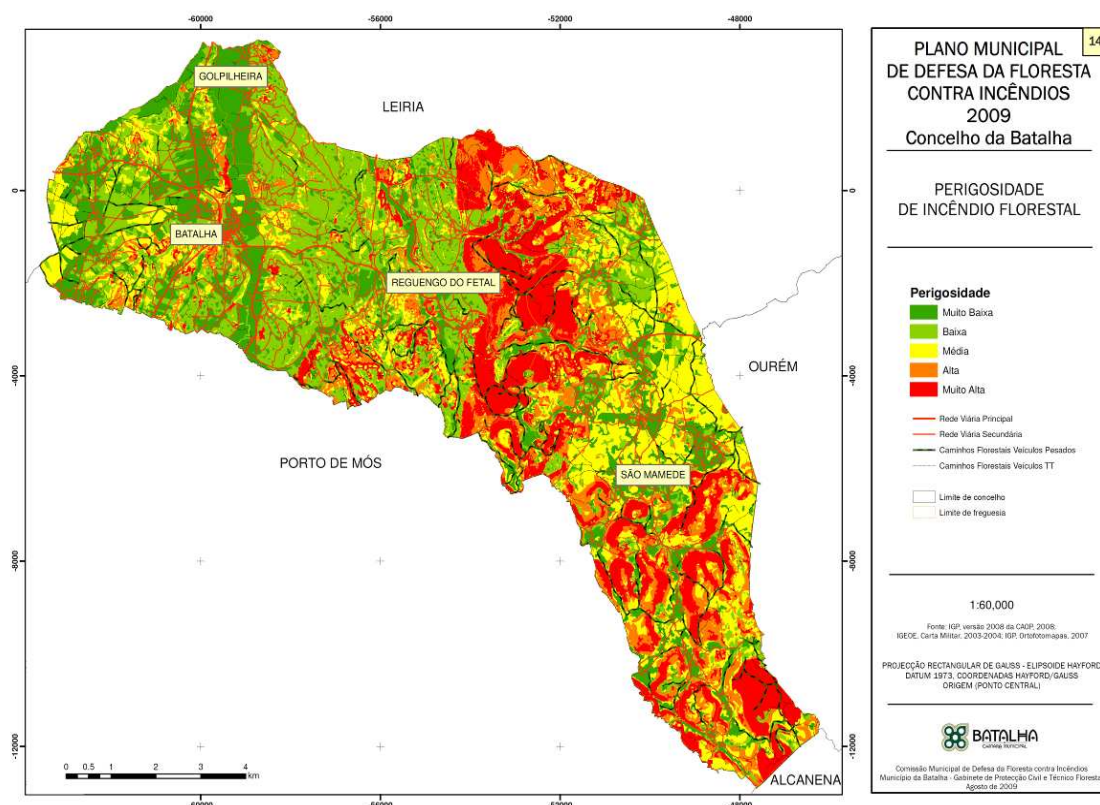 -60000
-56000
-52000
-48000
GOLPILHEIRA
LEIRIA
0
0
BATALHA
REGUENGO DO FETAL
OURÉM
-4000
-4000
PORTO DE MÓS
SÃO MAMEDE
-8000
-8000
-12000
-12000
0 0.5 1 2 3 4
km
ALCANENA
-60000
-56000
-52000
-48000
14
PLANO MUNICIPAL
DE DEFESA DA FLORESTA
CONTRA INCÊNDIOS
2009
Concelho da Batalha
PERIGOSIDADE
DE INCÊNDIO FLORESTAL
Perigosidade
Muito Baixa
Baixa
Média
Alta
Muito Alta
Rede Viária Principal
Rede Viária Secundária
Caminhos Florestais Veículos Pesados
Caminhos Florestais Veículos TT
Limite de concelho
Limite de freguesia
1:60,000
Fonte: IGP, versão 2008 da CAOP, 2008;
IGEOE, Carta Militar, 2003-2004; IGP, Ortofotomapas, 2007
PROJECÇÃO RECTANGULAR DE GAUSS - ELIPSOIDE HAYFORD
DATUM 1973, COORDENADAS HAYFORD/GAUSS
ORIGEM (PONTO CENTRAL)
BATALHA
CÂMARA MUNICIPAL
Comissão Municipal de Defesa da Floresta contra Incêndios
Município da Batalha - Gabinete de Protecção Civil e Técnico Floresta
Agosto de 2009